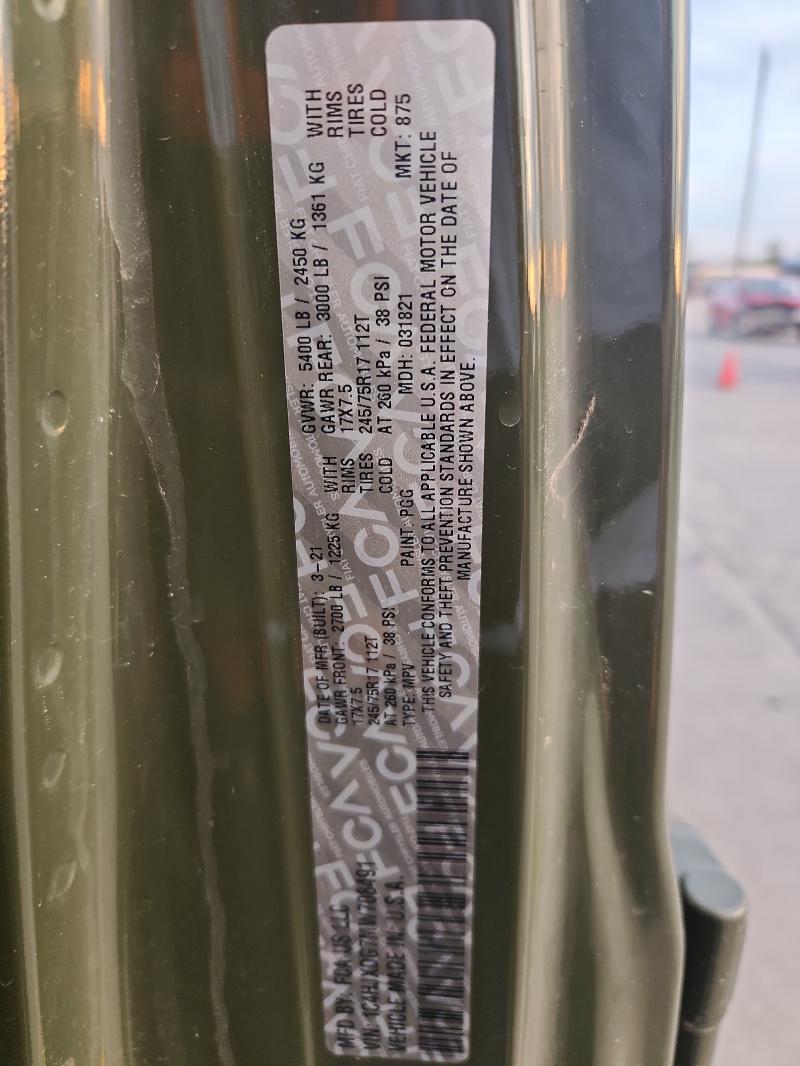 MFD BY: FCA US LLC
DATE OF MFR (BUILT): 3-21 GVWR: 5400 LB / 2450 KG
GAWR FRONT: 2700 LB / 1225 KG WITH GAWR REAR: 3000 LB / 1361 KG WITH
17X7.5 RIMS 17X7.5 RIMS
245/75R17 112T TIRES 245/75R17 112T TIRES
AT 260 kPa / 38 PSI COLD AT 260 kPa / 38 PSI COLD
VIN:
VEHICLE MADE IN: U.S.A. TYPE: MPV PAINT: PGG MDH: 031821 MKT: 875
THIS VEHICLE CONFORMS TO ALL APPLICABLE U.S.A. FEDERAL MOTOR VEHICLE
SAFETY AND THEFT PREVENTION STANDARDS IN EFFECT ON THE DATE OF
MANUFACTURE SHOWN ABOVE.